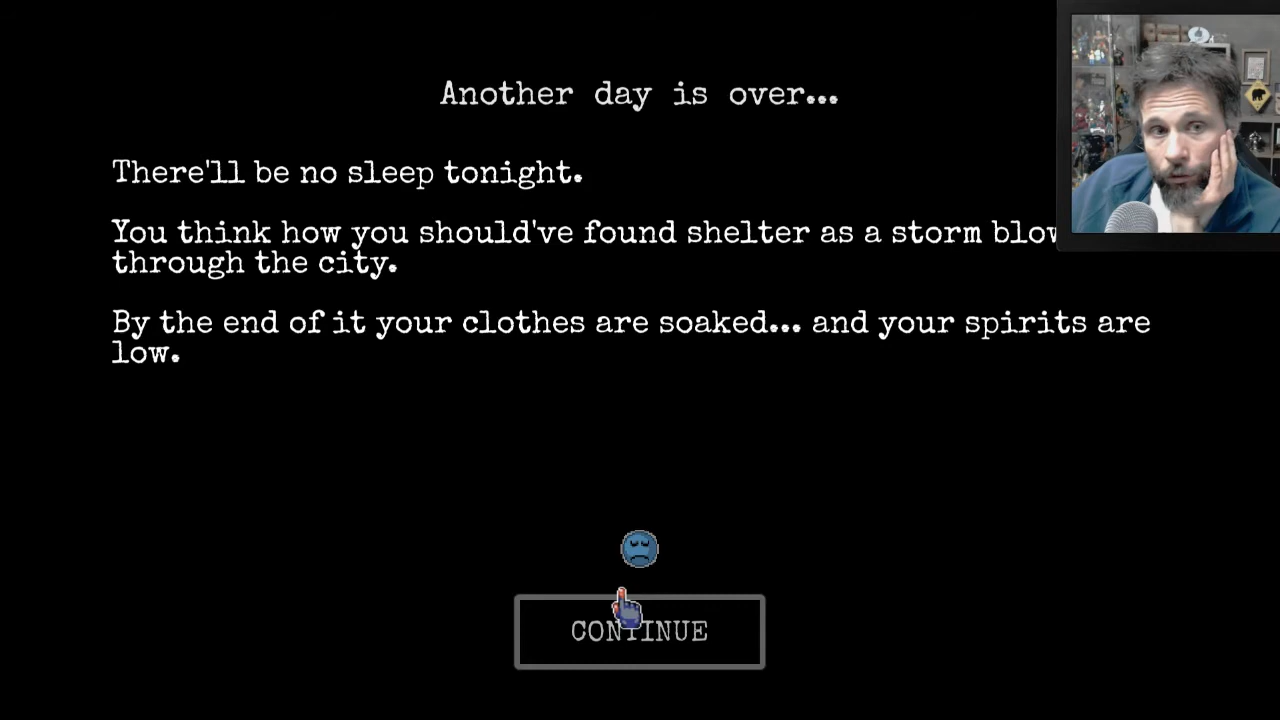 Another day is over...
There'll be no sleep tonight.
You think how you should've found shelter as a storm
through the city.
By the end of it your clothes are soaked... and your spirits are
low.
CONTINUE